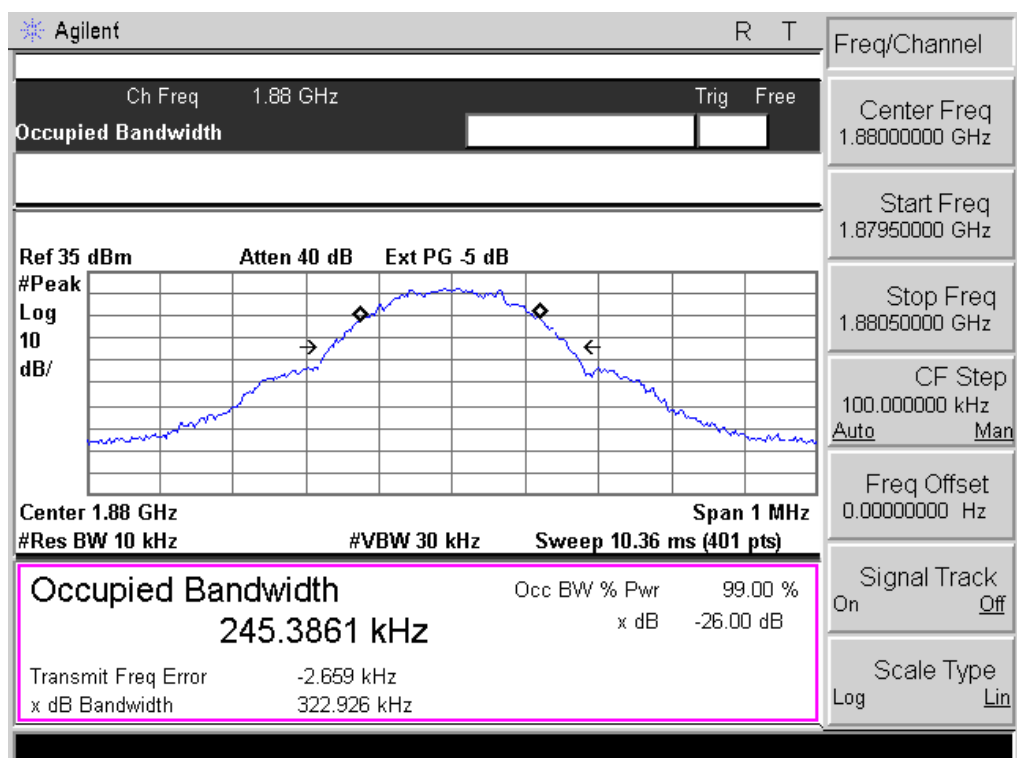 Agilent R T
Ch Freq 1.88 GHz Trig Free
Occupied Bandwidth
Ref 35 dBm Atten 40 dB Ext PG -5 dB
#Peak
Log
10
dB/
Center 1.88 GHz Span 1 MHz
#Res BW 10 kHz #VBW 30 kHz Sweep 10.36 ms (401 pts)
Occupied Bandwidth Occ BW % Pwr 99.00 %
245.3861 kHz x dB -26.00 dB
Transmit Freq Error -2.659 kHz
x dB Bandwidth 322.926 kHz
Freq/Channel
Center Freq
1.88000000 GHz
Start Freq
1.87950000 GHz
Stop Freq
1.88050000 GHz
CF Step
100.000000 kHz
Auto Man
Freq Offset
0.00000000 Hz
Signal Track
On Off
Scale Type
Log Lin